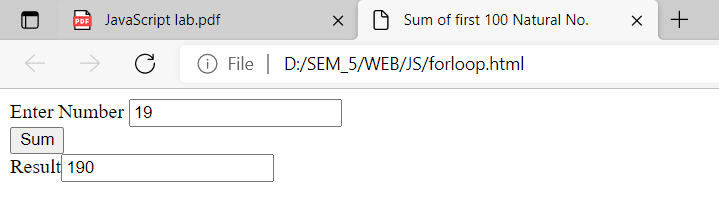 JavaScript lab.pdf
Sum of first 100 Natural No.
File | D:/SEM_5/WEB/JS/forloop.html
Enter Number 19
Sum
Result 190